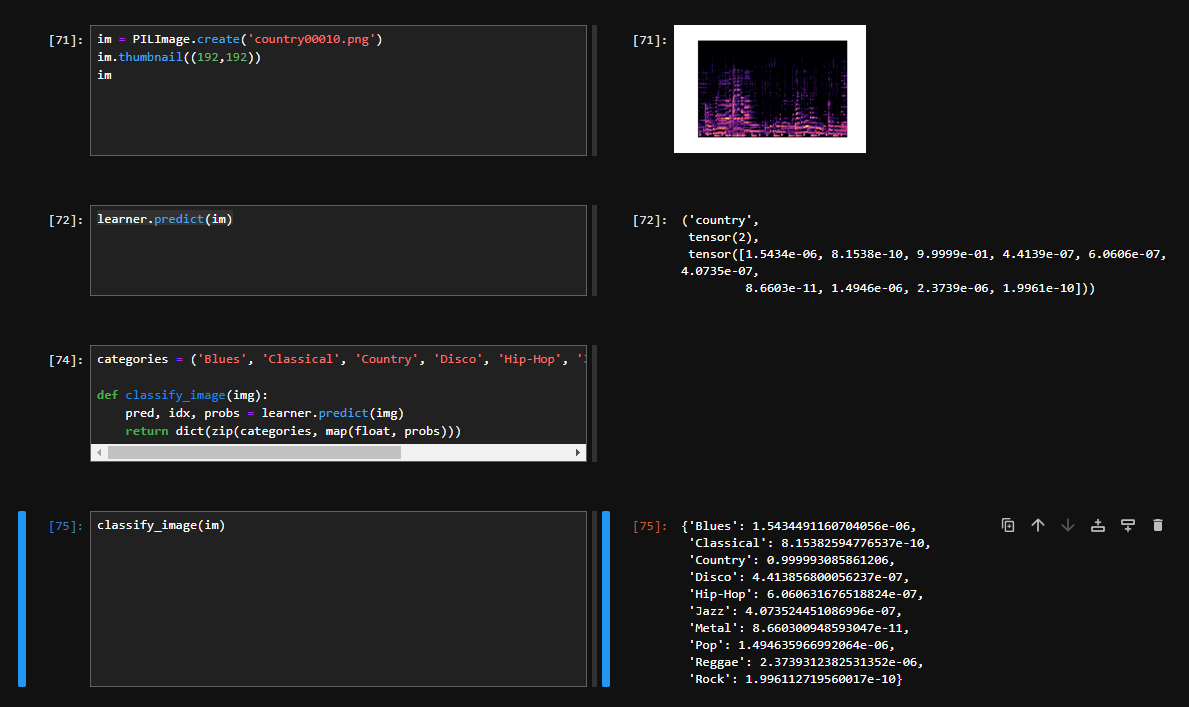 [71]:
im = PILImage.create('country00010.png')
im.thumbnail((192,192))
im
[71]:
[72]:
learner.predict(im)
[72]:
('country',
tensor(2),
tensor([1.5434e-06, 8.1538e-10, 9.9999e-01, 4.4139e-07, 6.0606e-07,
4.0735e-07,
8.6603e-11, 1.4946e-06, 2.3739e-06, 1.9961e-10]))
[74]:
categories = ('Blues', 'Classical', 'Country', 'Disco', 'Hip-Hop', '
def classify_image(img):
pred, idx, probs = learner.predict(img)
return dict(zip(categories, map(float, probs)))
[75]:
classify_image(im)
[75]:
{'Blues': 1.5434491160704056e-06,
'Classical': 8.15382594776537e-10,
'Country': 0.999993085861206,
'Disco': 4.413856800056237e-07,
'Hip-Hop': 6.060631676518824e-07,
'Jazz': 4.073524451086996e-07,
'Metal': 8.660300948593047e-11,
'Pop': 1.494635966992064e-06,
'Reggae': 2.3739312382531352e-06,
'Rock': 1.996112719560017e-10}